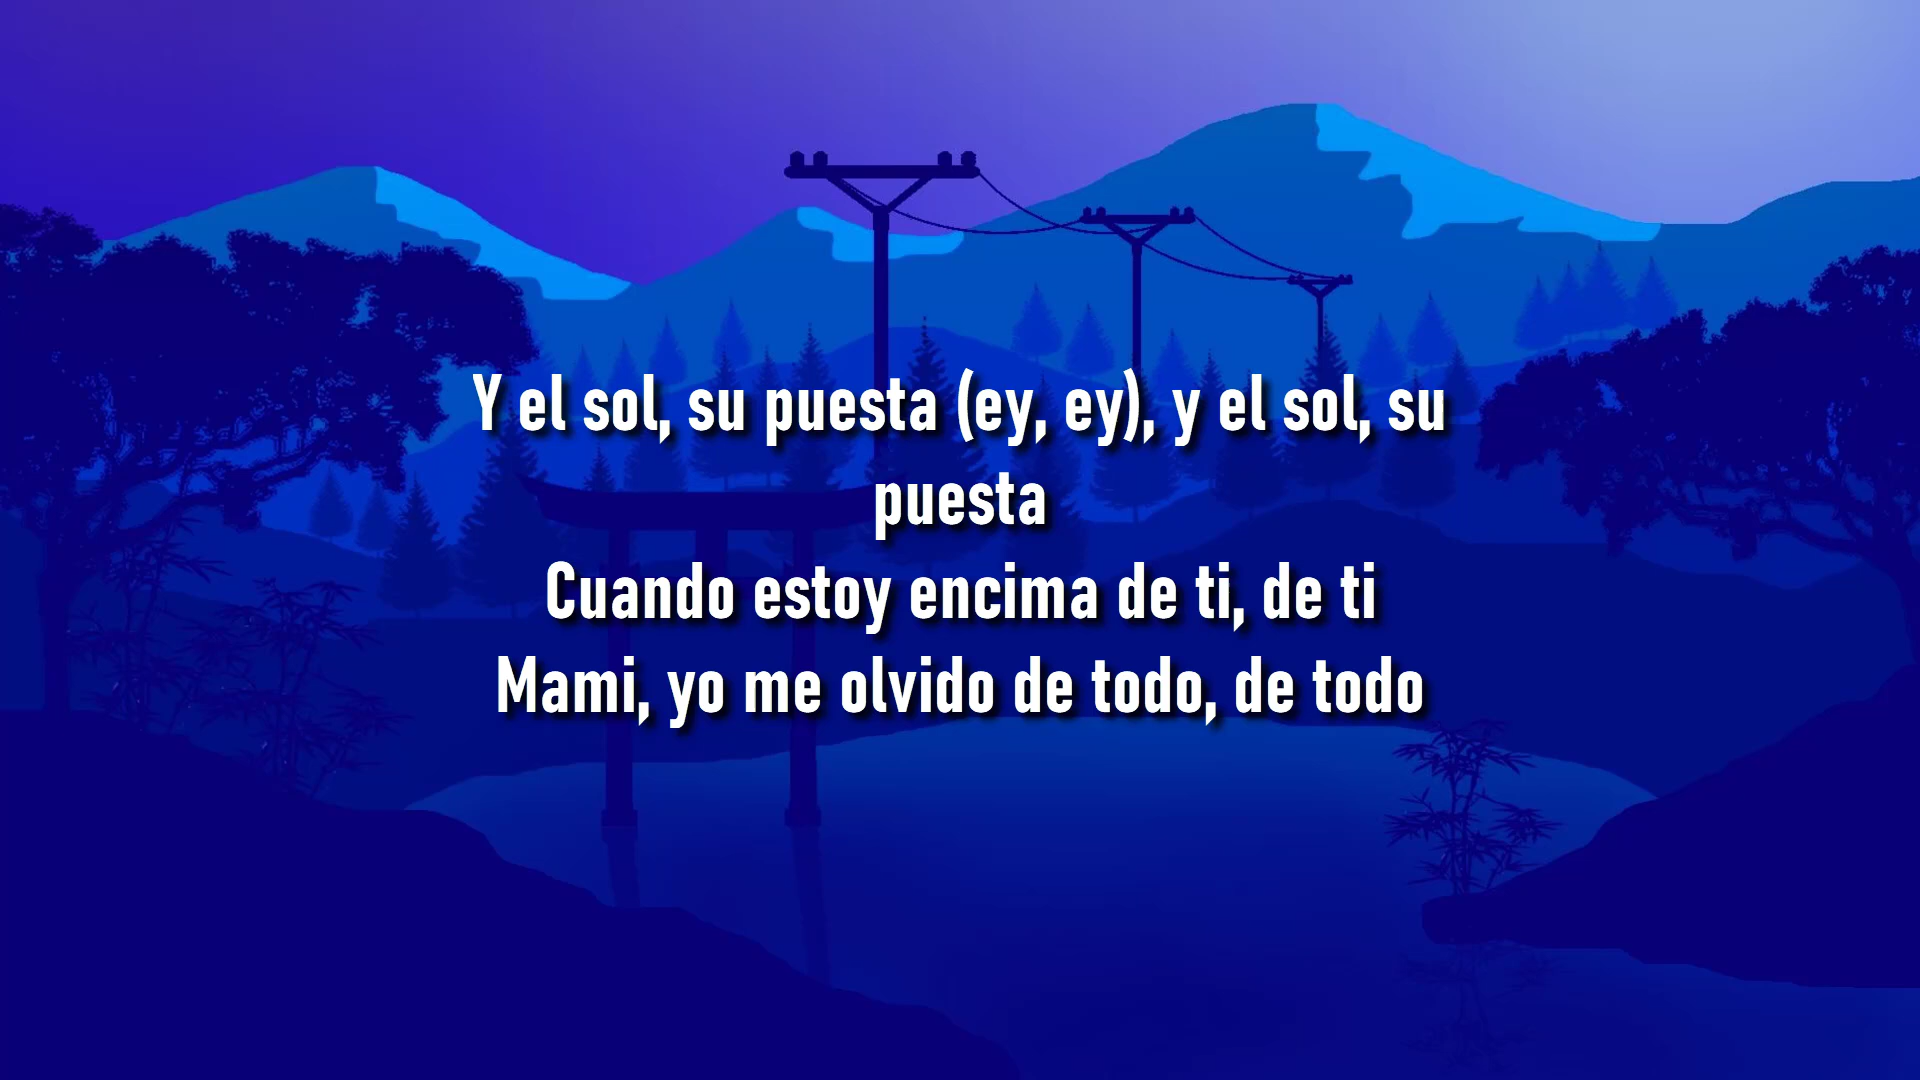 Y el sol, su puesta (ey, ey), y el sol, su
puesta
Cuando estoy encima de ti, de ti
Mami, yo me olvido de todo, de todo